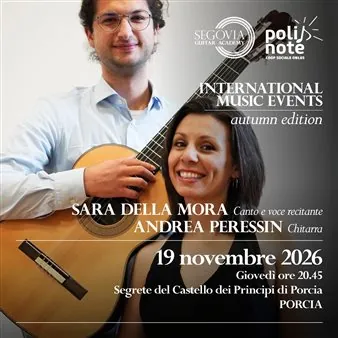 SEGOVIA
GUITAR ACADEMY
poli
note
COOP SOCIALE ONLUS
INTERNATIONAL
MUSIC EVENTS
autumn edition
SARA DELLA MORA Canto e voce recitante
ANDREA PERESSIN Chitarra
19 novembre 2026
Giovedì ore 20.45
Segrete del Castello dei Principi di Porcia
PORCIA